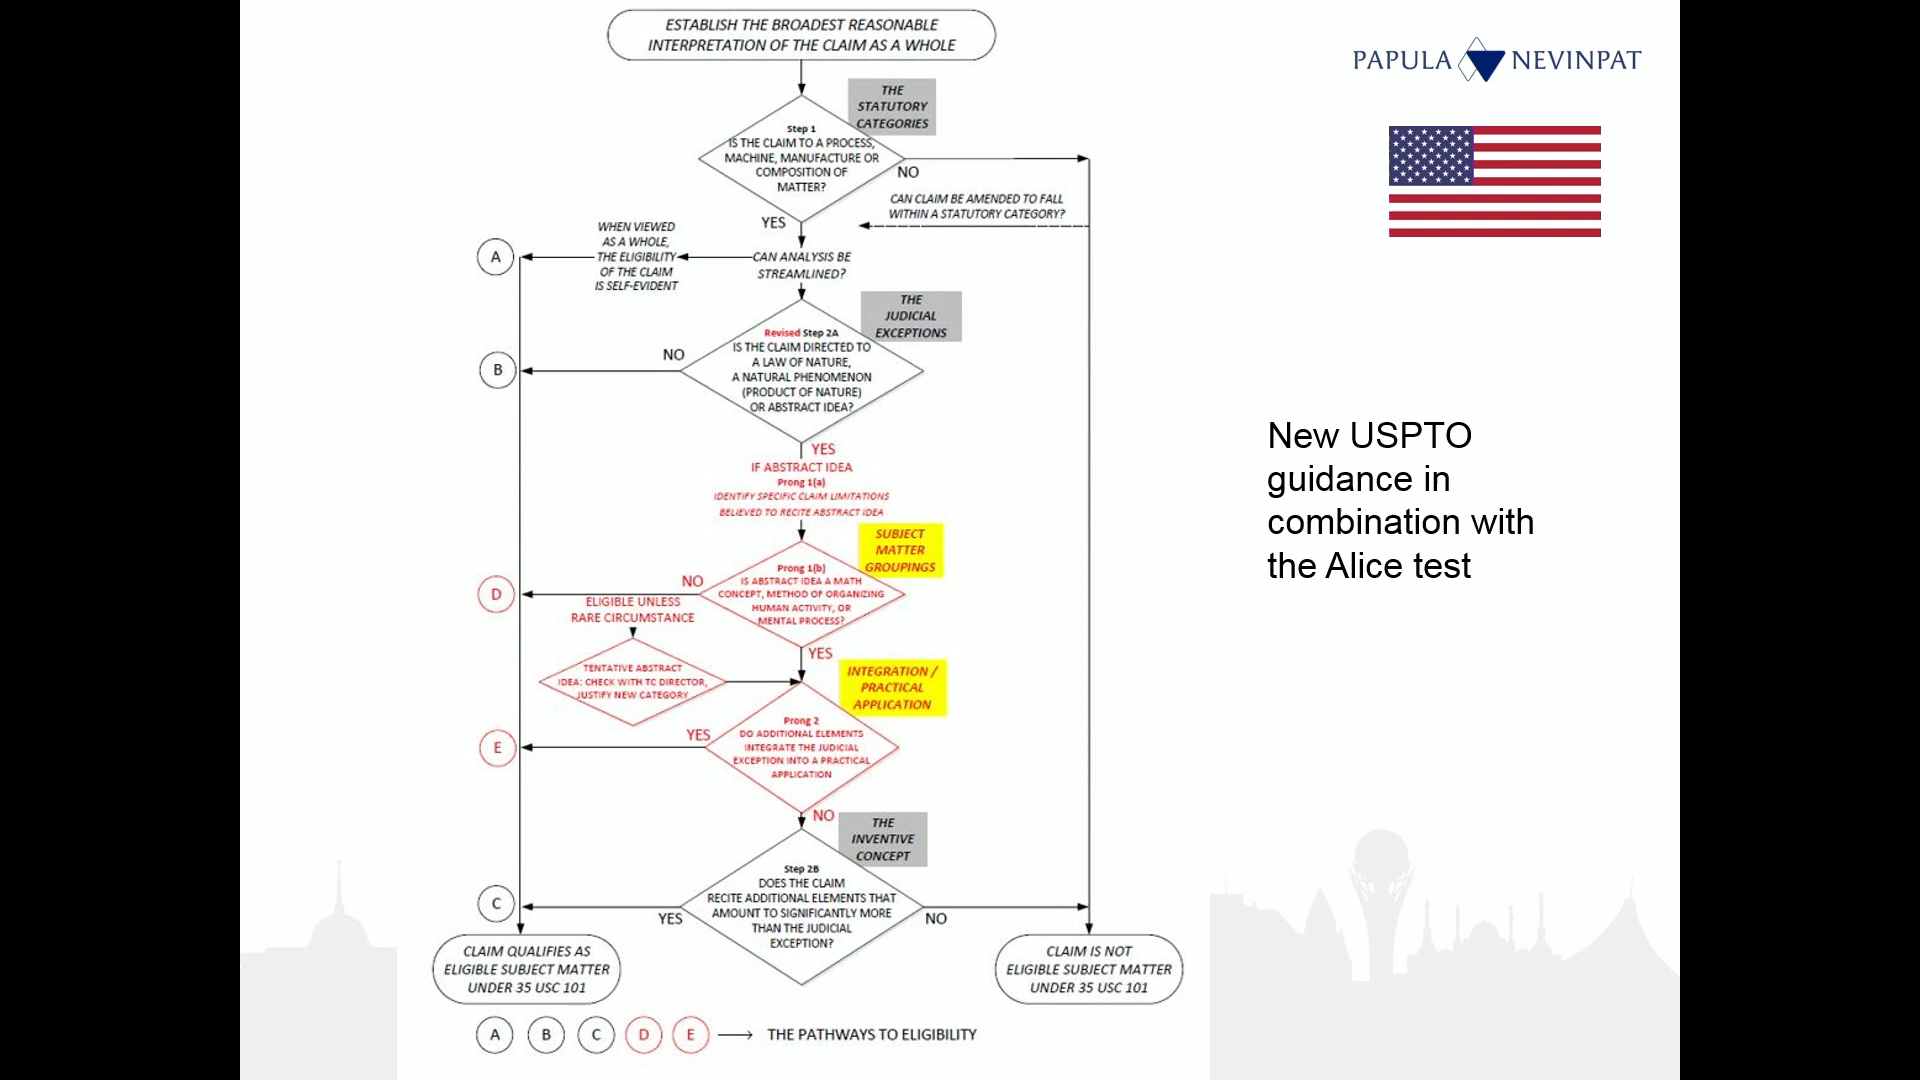 ESTABLISH THE BROADEST REASONABLE
INTERPRETATION OF THE CLAIM AS A WHOLE
PAPULA NEVINPAT
THE
STATUTORY
CATEGORIES
Step 1
IS THE CLAIM TO A PROCESS,
MACHINE, MANUFACTURE OR
COMPOSITION OF
MATTER?
NO
YES
CAN CLAIM BE AMENDED TO FALL
WITHIN A STATUTORY CATEGORY?
WHEN VIEWED
AS A WHOLE,
THE ELIGIBILITY
OF THE CLAIM
IS SELF-EVIDENT
A
CAN ANALYSIS BE
STREAMLINED?
THE
JUDICIAL
EXCEPTIONS
Revised Step 2A
IS THE CLAIM DIRECTED TO
A LAW OF NATURE,
A NATURAL PHENOMENON
(PRODUCT OF NATURE)
OR ABSTRACT IDEA?
NO
B
YES
IF ABSTRACT IDEA
Prong 1(a)
IDENTIFY SPECIFIC CLAIM LIMITATIONS
BELIEVED TO RECITE ABSTRACT IDEA
New USPTO
guidance in
combination with
the Alice test
SUBJECT
MATTER
GROUPINGS
Prong 1(b)
IS ABSTRACT IDEA A MATH
CONCEPT, METHOD OF ORGANIZING
HUMAN ACTIVITY, OR
MENTAL PROCESS?
NO
D
ELIGIBLE UNLESS
RARE CIRCUMSTANCE
YES
TENTATIVE ABSTRACT
IDEA: CHECK WITH TC DIRECTOR,
JUSTIFY NEW CATEGORY
INTEGRATION /
PRACTICAL
APPLICATION
Prong 2
DO ADDITIONAL ELEMENTS
INTEGRATE THE JUDICIAL
EXCEPTION INTO A PRACTICAL
APPLICATION
YES
E
NO
THE
INVENTIVE
CONCEPT
Step 2B
DOES THE CLAIM
RECITE ADDITIONAL ELEMENTS THAT
AMOUNT TO SIGNIFICANTLY MORE
THAN THE JUDICIAL
EXCEPTION?
C
YES
NO
CLAIM QUALIFIES AS
ELIGIBLE SUBJECT MATTER
UNDER 35 USC 101
CLAIM IS NOT
ELIGIBLE SUBJECT MATTER
UNDER 35 USC 101
A B C D E THE PATHWAYS TO ELIGIBILITY